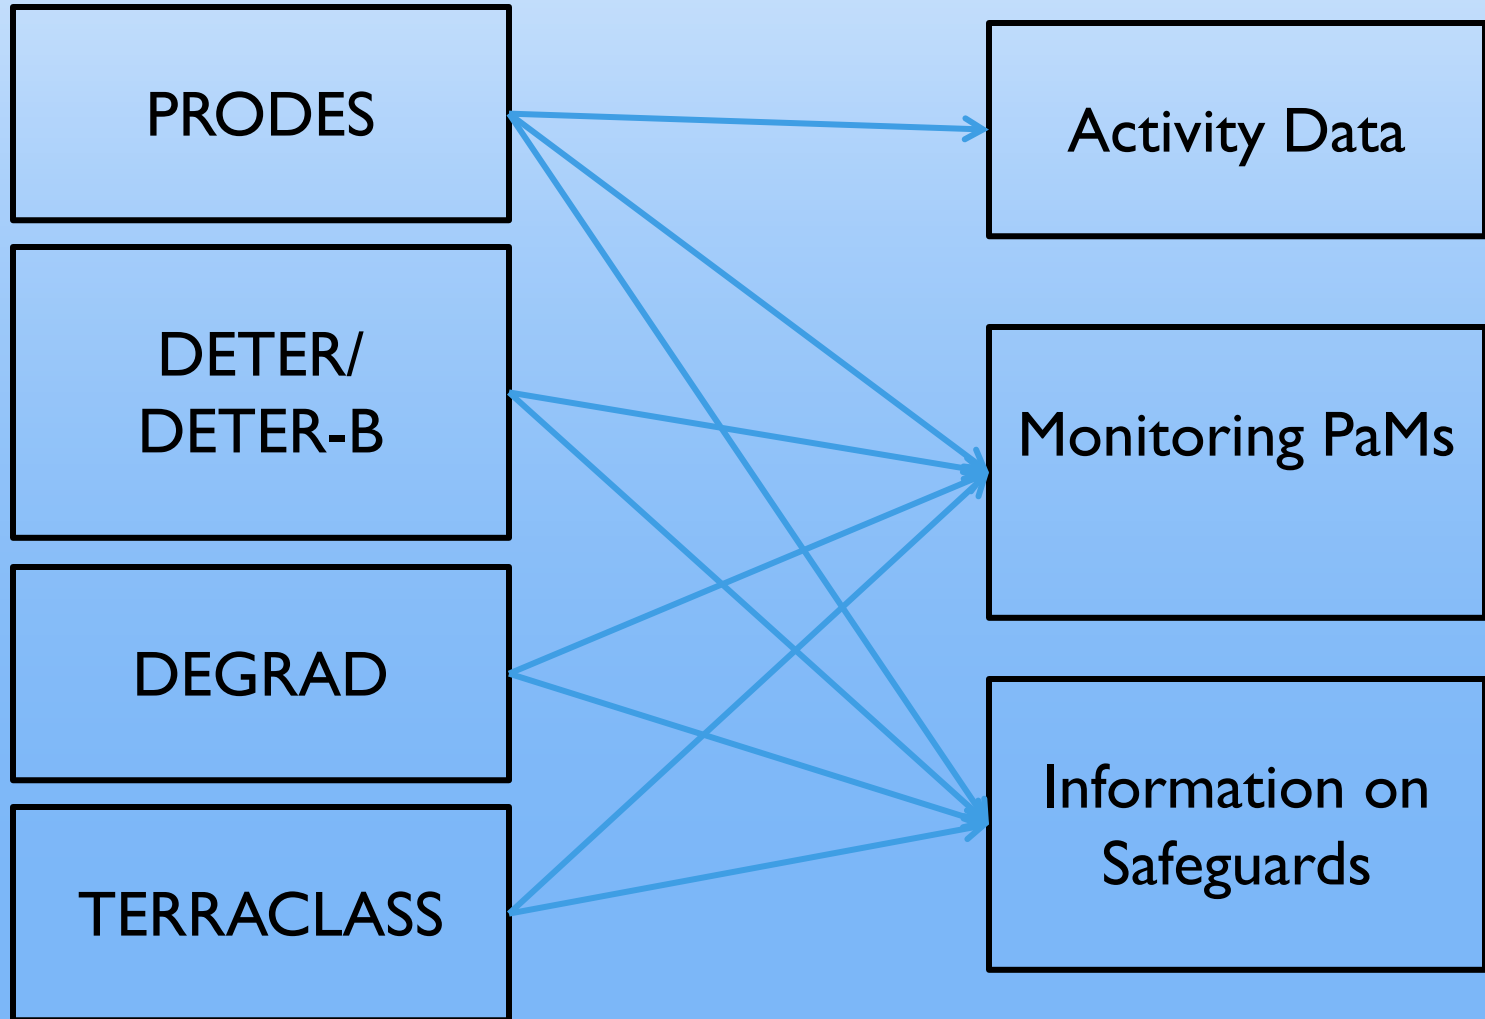 PRODES
DETER/
DETER-B
DEGRAD
TERRACLASS
Activity Data
Monitoring PaMs
Information on
Safeguards